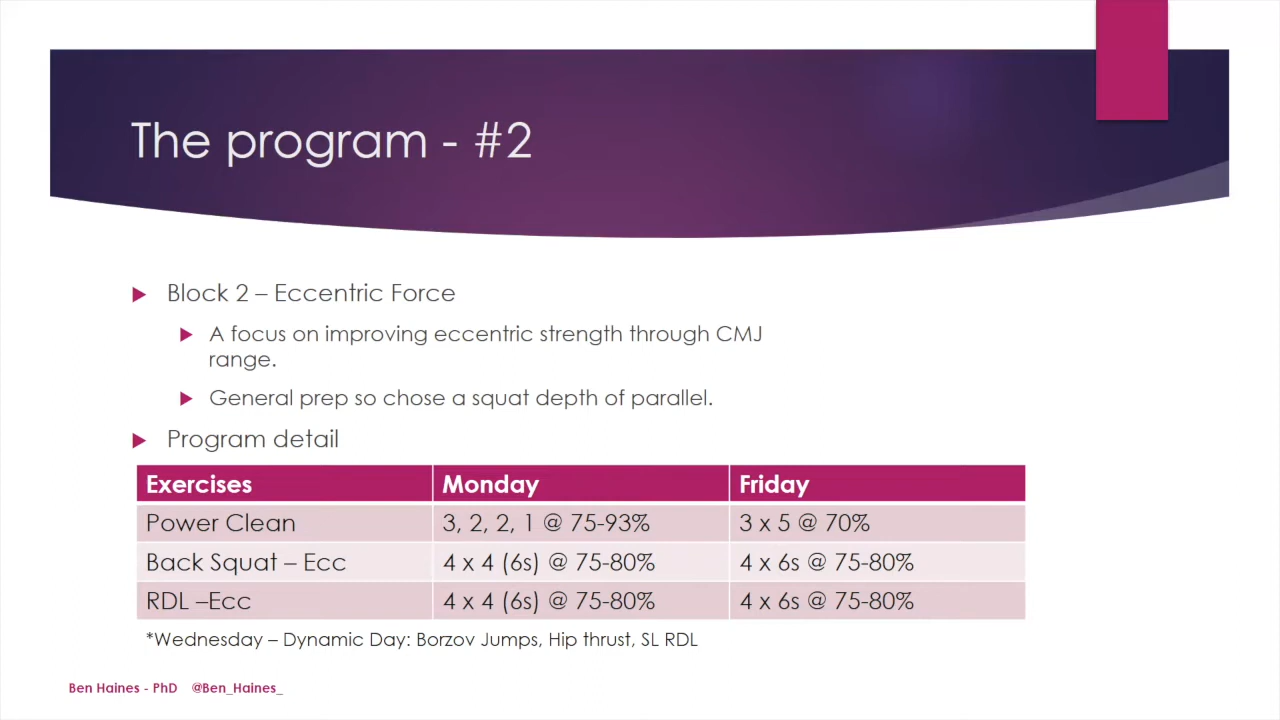 The program - #2
Block 2 – Eccentric Force
A focus on improving eccentric strength through CMJ
range.
General prep so chose a squat depth of parallel.
Program detail
Exercises Monday Friday
Power Clean 3, 2, 2, 1 @ 75-93% 3 x 5 @ 70%
Back Squat – Ecc 4 x 4 (6s) @ 75-80% 4 x 6s @ 75-80%
RDL –Ecc 4 x 4 (6s) @ 75-80% 4 x 6s @ 75-80%
*Wednesday – Dynamic Day: Borzov Jumps, Hip thrust, SL RDL
Ben Haines - PhD @Ben_Haines_